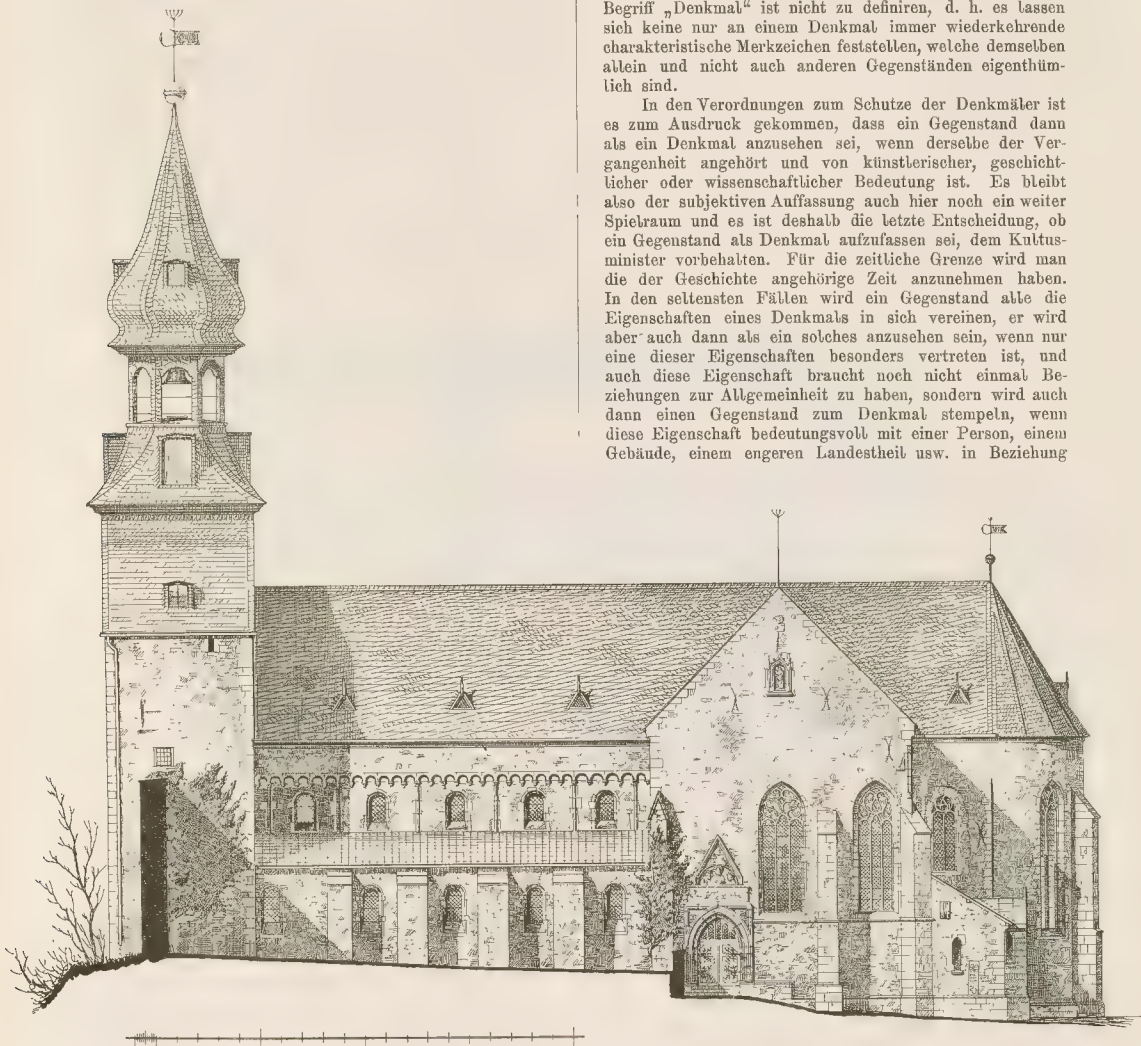 Begriff „Denkmal“ ist nicht zu definiren, d. h. es lassen
sich keine nur an einem Denkmal immer wiederkehrende
charakteristische Merkzeichen feststellen, welche demselben
allein und nicht auch anderen Gegenständen eigenthüm-
lich sind.
In den Verordnungen zum Schutze der Denkmäler ist
es zum Ausdruck gekommen, dass ein Gegenstand dann
als ein Denkmal anzusehen sei, wenn derselbe der Ver-
gangenheit angehört und von künstlerischer, geschicht-
licher oder wissenschaftlicher Bedeutung ist. Es bleibt
also der subjektiven Auffassung auch hier noch ein weiter
Spielraum und es ist deshalb die letzte Entscheidung, ob
ein Gegenstand als Denkmal aufzufassen sei, dem Kultus-
minister vorbehalten. Für die zeitliche Grenze wird man
die der Geschichte angehörige Zeit anzunehmen haben.
In den seltensten Fällen wird ein Gegenstand alle die
Eigenschaften eines Denkmals in sich vereinen, er wird
aber auch dann als ein solches anzusehen sein, wenn nur
eine dieser Eigenschaften besonders vertreten ist, und
auch diese Eigenschaft braucht noch nicht einmal Be-
ziehungen zur Allgemeinheit zu haben, sondern wird auch
dann einen Gegenstand zum Denkmal stempeln, wenn
diese Eigenschaft bedeutungsvoll mit einer Person, einem
Gebäude, einem engeren Landestheil usw. in Beziehung